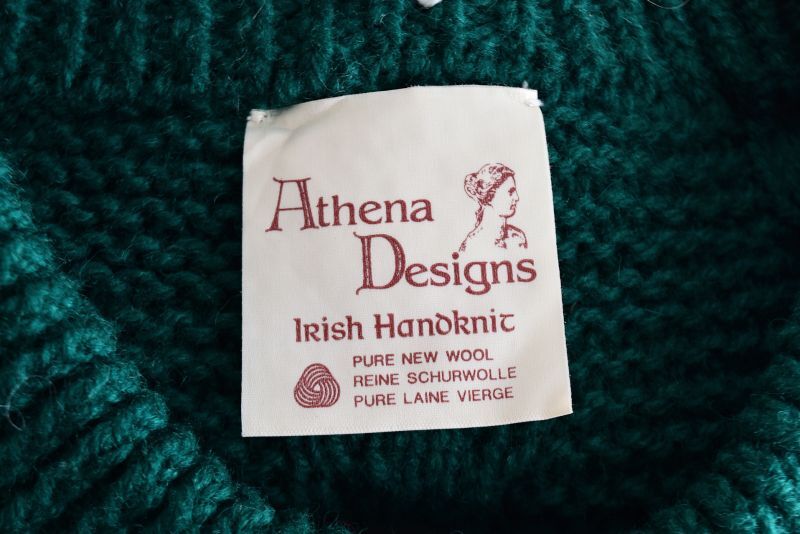 Athena
Designs
Irish Handknit
PURE NEW WOOL
REINE SCHURWOLLE
PURE LAINE VIERGE